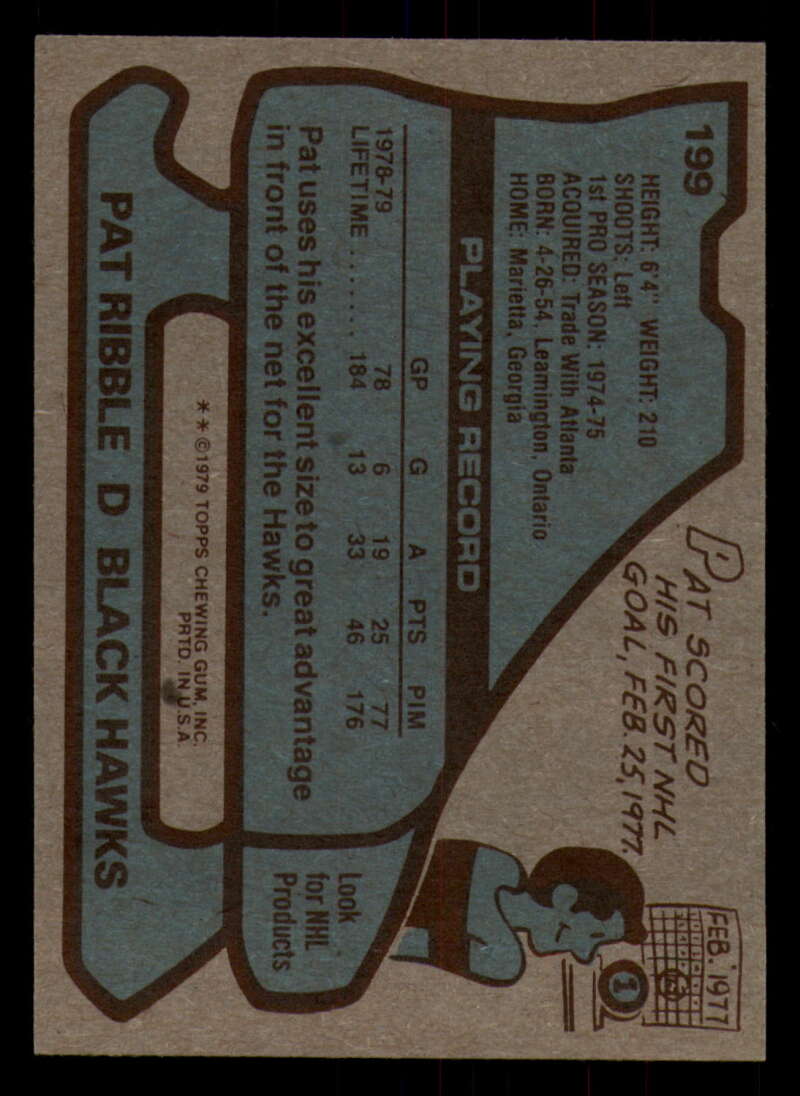 199
HEIGHT: 6'4" WEIGHT: 210
SHOOTS: Left
1st PRO SEASON: 1974-75
ACQUIRED: Trade With Atlanta
BORN: 4-26-54, Leamington, Ontario
HOME: Marietta, Georgia
PAT SCORED
HIS FIRST NHL
GOAL, FEB. 25, 1977.
FEB. '1977
1
PLAYING RECORD
GP G A PTS PIM
1978-79 78 6 19 25 77
LIFETIME ....... 184 13 33 46 176
Pat uses his excellent size to great advantage
in front of the net for the Hawks.
Look
for NHL
Products
* * ©1979 TOPPS CHEWING GUM, INC.
PRTD. IN U.S.A.
PAT RIBBLE D BLACK HAWKS